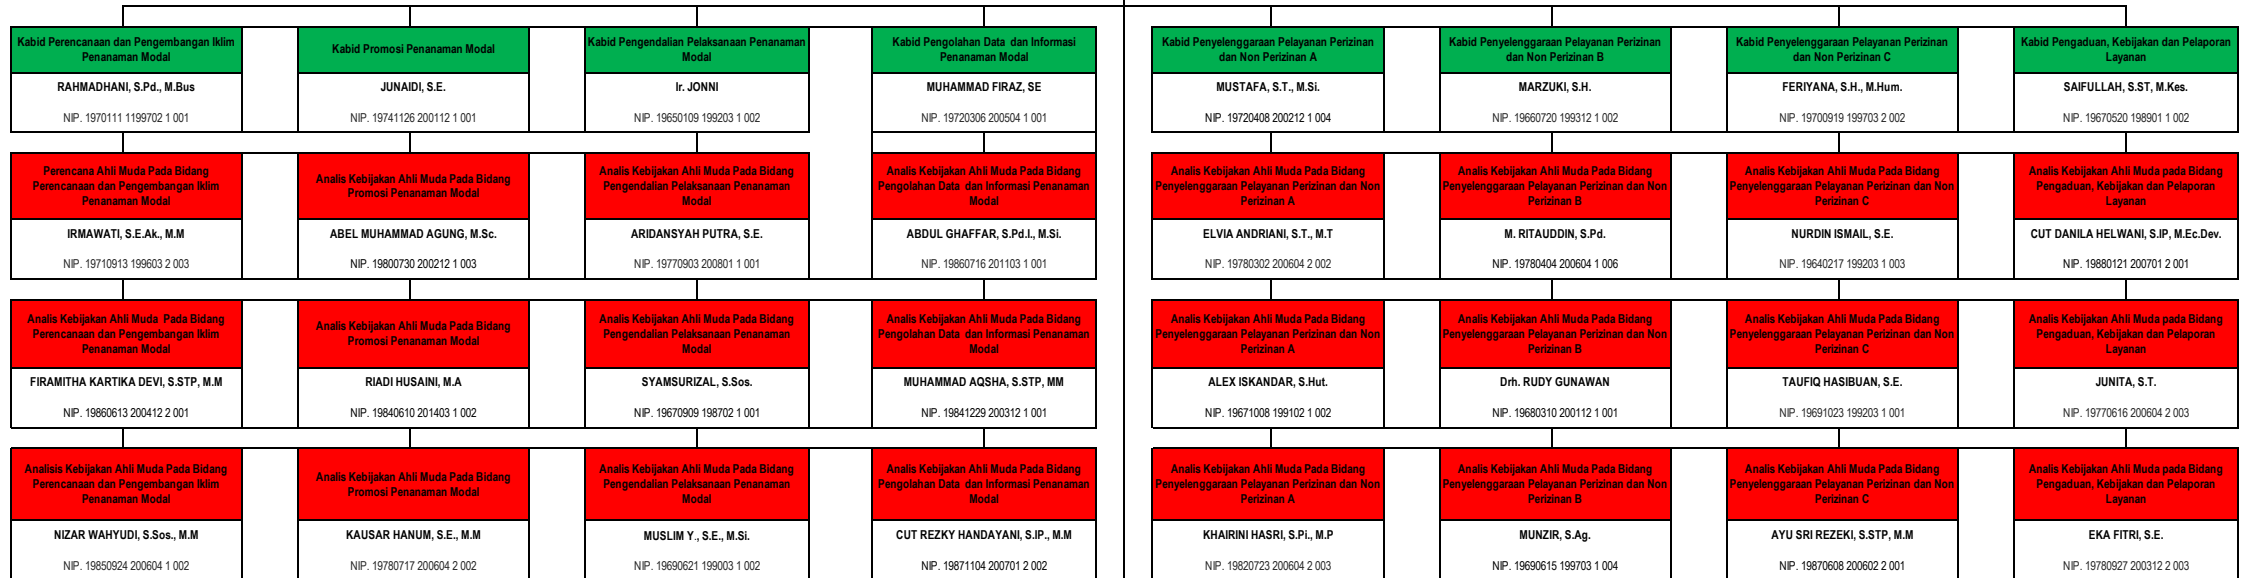 Kabid Perencanaan dan Pengembangan Iklim
Penanaman Modal
RAHMADHANI, S.Pd., M.Bus
NIP. 1970111 1199702 1 001
Kabid Promosi Penanaman Modal
JUNAIDI, S.E.
NIP. 19741126 200112 1 001
Kabid Pengendalian Pelaksanaan Penanaman
Modal
Ir. JONNI
NIP. 19650109 199203 1 002
Kabid Pengolahan Data dan Informasi
Penanaman Modal
MUHAMMAD FIRAZ, SE
NIP. 19720306 200504 1 001
Kabid Penyelenggaraan Pelayanan Perizinan
dan Non Perizinan A
MUSTAFA, S.T., M.Si.
NIP. 19720408 200212 1 004
Kabid Penyelenggaraan Pelayanan Perizinan
dan Non Perizinan B
MARZUKI, S.H.
NIP. 19660720 199312 1 002
Kabid Penyelenggaraan Pelayanan Perizinan
dan Non Perizinan C
FERIYANA, S.H., M.Hum.
NIP. 19700919 199703 2 002
Kabid Pengaduan, Kebijakan dan Pelaporan
Layanan
SAIFULLAH, S.ST, M.Kes.
NIP. 19670520 198901 1 002
Perencana Ahli Muda Pada Bidang
Perencanaan dan Pengembangan Iklim
Penanaman Modal
IRMAWATI, S.E.Ak., M.M
NIP. 19710913 199603 2 003
Analis Kebijakan Ahli Muda Pada Bidang
Promosi Penanaman Modal
ABEL MUHAMMAD AGUNG, M.Sc.
NIP. 19800730 200212 1 003
Analis Kebijakan Ahli Muda Pada Bidang
Pengendalian Pelaksanaan Penanaman
Modal
ARIDANSYAH PUTRA, S.E.
NIP. 19770903 200801 1 001
Analis Kebijakan Ahli Muda Pada Bidang
Pengolahan Data dan Informasi Penanaman
Modal
ABDUL GHAFFAR, S.Pd.I., M.Si.
NIP. 19860716 201103 1 001
Analis Kebijakan Ahli Muda Pada Bidang
Penyelenggaraan Pelayanan Perizinan dan Non
Perizinan A
ELVIA ANDRIANI, S.T., M.T
NIP. 19780302 200604 2 002
Analis Kebijakan Ahli Muda Pada Bidang
Penyelenggaraan Pelayanan Perizinan dan Non
Perizinan B
M. RITAUDDIN, S.Pd.
NIP. 19780404 200604 1 006
Analis Kebijakan Ahli Muda Pada Bidang
Penyelenggaraan Pelayanan Perizinan dan Non
Perizinan C
NURDIN ISMAIL, S.E.
NIP. 19640217 199203 1 003
Analis Kebijakan Ahli Muda pada Bidang
Pengaduan, Kebijakan dan Pelaporan
Layanan
CUT DANILA HELWANI, S.IP, M.Ec.Dev.
NIP. 19880121 200701 2 001
Analis Kebijakan Ahli Muda Pada Bidang
Perencanaan dan Pengembangan Iklim
Penanaman Modal
FIRAMITHA KARTIKA DEVI, S.STP, M.M
NIP. 19860613 200412 2 001
Analis Kebijakan Ahli Muda Pada Bidang
Promosi Penanaman Modal
RIADI HUSAINI, M.A
NIP. 19840610 201403 1 002
Analis Kebijakan Ahli Muda Pada Bidang
Pengendalian Pelaksanaan Penanaman
Modal
SYAMSURIZAL, S.Sos.
NIP. 19670909 198702 1 001
Analis Kebijakan Ahli Muda Pada Bidang
Pengolahan Data dan Informasi Penanaman
Modal
MUHAMMAD AQSHA, S.STP, MM
NIP. 19841229 200312 1 001
Analis Kebijakan Ahli Muda Pada Bidang
Penyelenggaraan Pelayanan Perizinan dan Non
Perizinan A
ALEX ISKANDAR, S.Hut.
NIP. 19671008 199102 1 002
Analis Kebijakan Ahli Muda Pada Bidang
Penyelenggaraan Pelayanan Perizinan dan Non
Perizinan B
Drh. RUDY GUNAWAN
NIP. 19680310 200112 1 001
Analis Kebijakan Ahli Muda Pada Bidang
Penyelenggaraan Pelayanan Perizinan dan Non
Perizinan C
TAUFIQ HASIBUAN, S.E.
NIP. 19691023 199203 1 001
Analis Kebijakan Ahli Muda pada Bidang
Pengaduan, Kebijakan dan Pelaporan
Layanan
JUNITA, S.T.
NIP. 19770616 200604 2 003
Analisis Kebijakan Ahli Muda Pada Bidang
Perencanaan dan Pengembangan Iklim
Penanaman Modal
NIZAR WAHYUDI, S.Sos., M.M
NIP. 19850924 200604 1 002
Analis Kebijakan Ahli Muda Pada Bidang
Promosi Penanaman Modal
KAUSAR HANUM, S.E., M.M
NIP. 19780717 200604 2 002
Analis Kebijakan Ahli Muda Pada Bidang
Pengendalian Pelaksanaan Penanaman
Modal
MUSLIM Y., S.E., M.Si.
NIP. 19690621 199003 1 002
Analis Kebijakan Ahli Muda Pada Bidang
Pengolahan Data dan Informasi Penanaman
Modal
CUT REZKY HANDAYANI, S.IP., M.M
NIP. 19871104 200701 2 002
Analis Kebijakan Ahli Muda Pada Bidang
Penyelenggaraan Pelayanan Perizinan dan Non
Perizinan A
KHAIRINI HASRI, S.Pi., M.P
NIP. 19820723 200604 2 003
Analis Kebijakan Ahli Muda Pada Bidang
Penyelenggaraan Pelayanan Perizinan dan Non
Perizinan B
MUNZIR, S.Ag.
NIP. 19690615 199703 1 004
Analis Kebijakan Ahli Muda Pada Bidang
Penyelenggaraan Pelayanan Perizinan dan Non
Perizinan C
AYU SRI REZEKI, S.STP, M.M
NIP. 19870608 200602 2 001
Analis Kebijakan Ahli Muda pada Bidang
Pengaduan, Kebijakan dan Pelaporan
Layanan
EKA FITRI, S.E.
NIP. 19780927 200312 2 003